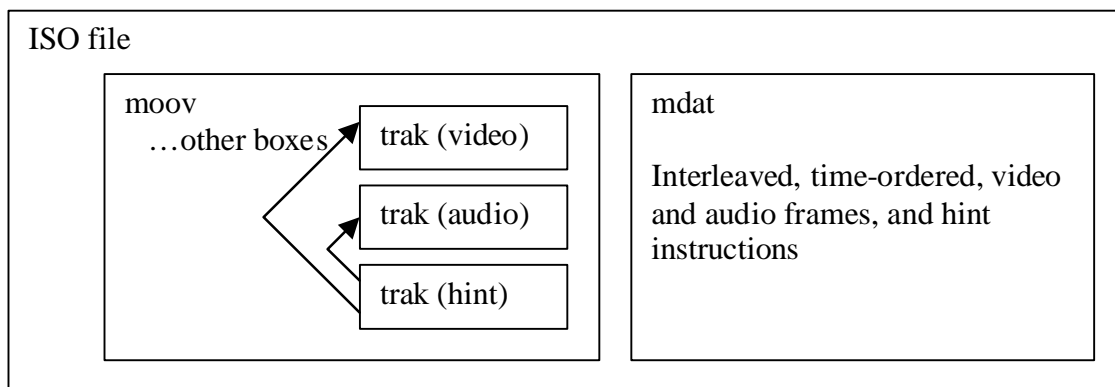 ISO file
moov
…other boxes
trak (video)
trak (audio)
trak (hint)
mdat
Interleaved, time-ordered, video
and audio frames, and hint
instructions